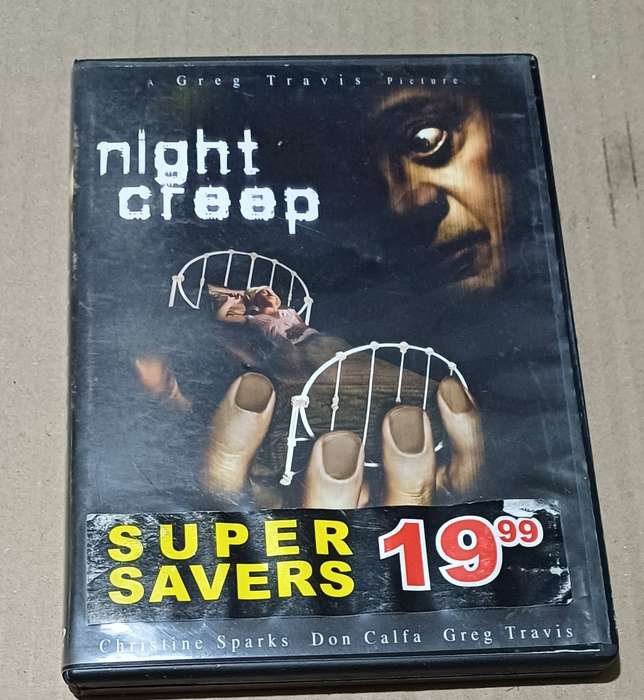 A Greg Travis Picture
night
creep
SUPER
SAVERS
19 99
Christine Sparks Don Calfa Greg Travis